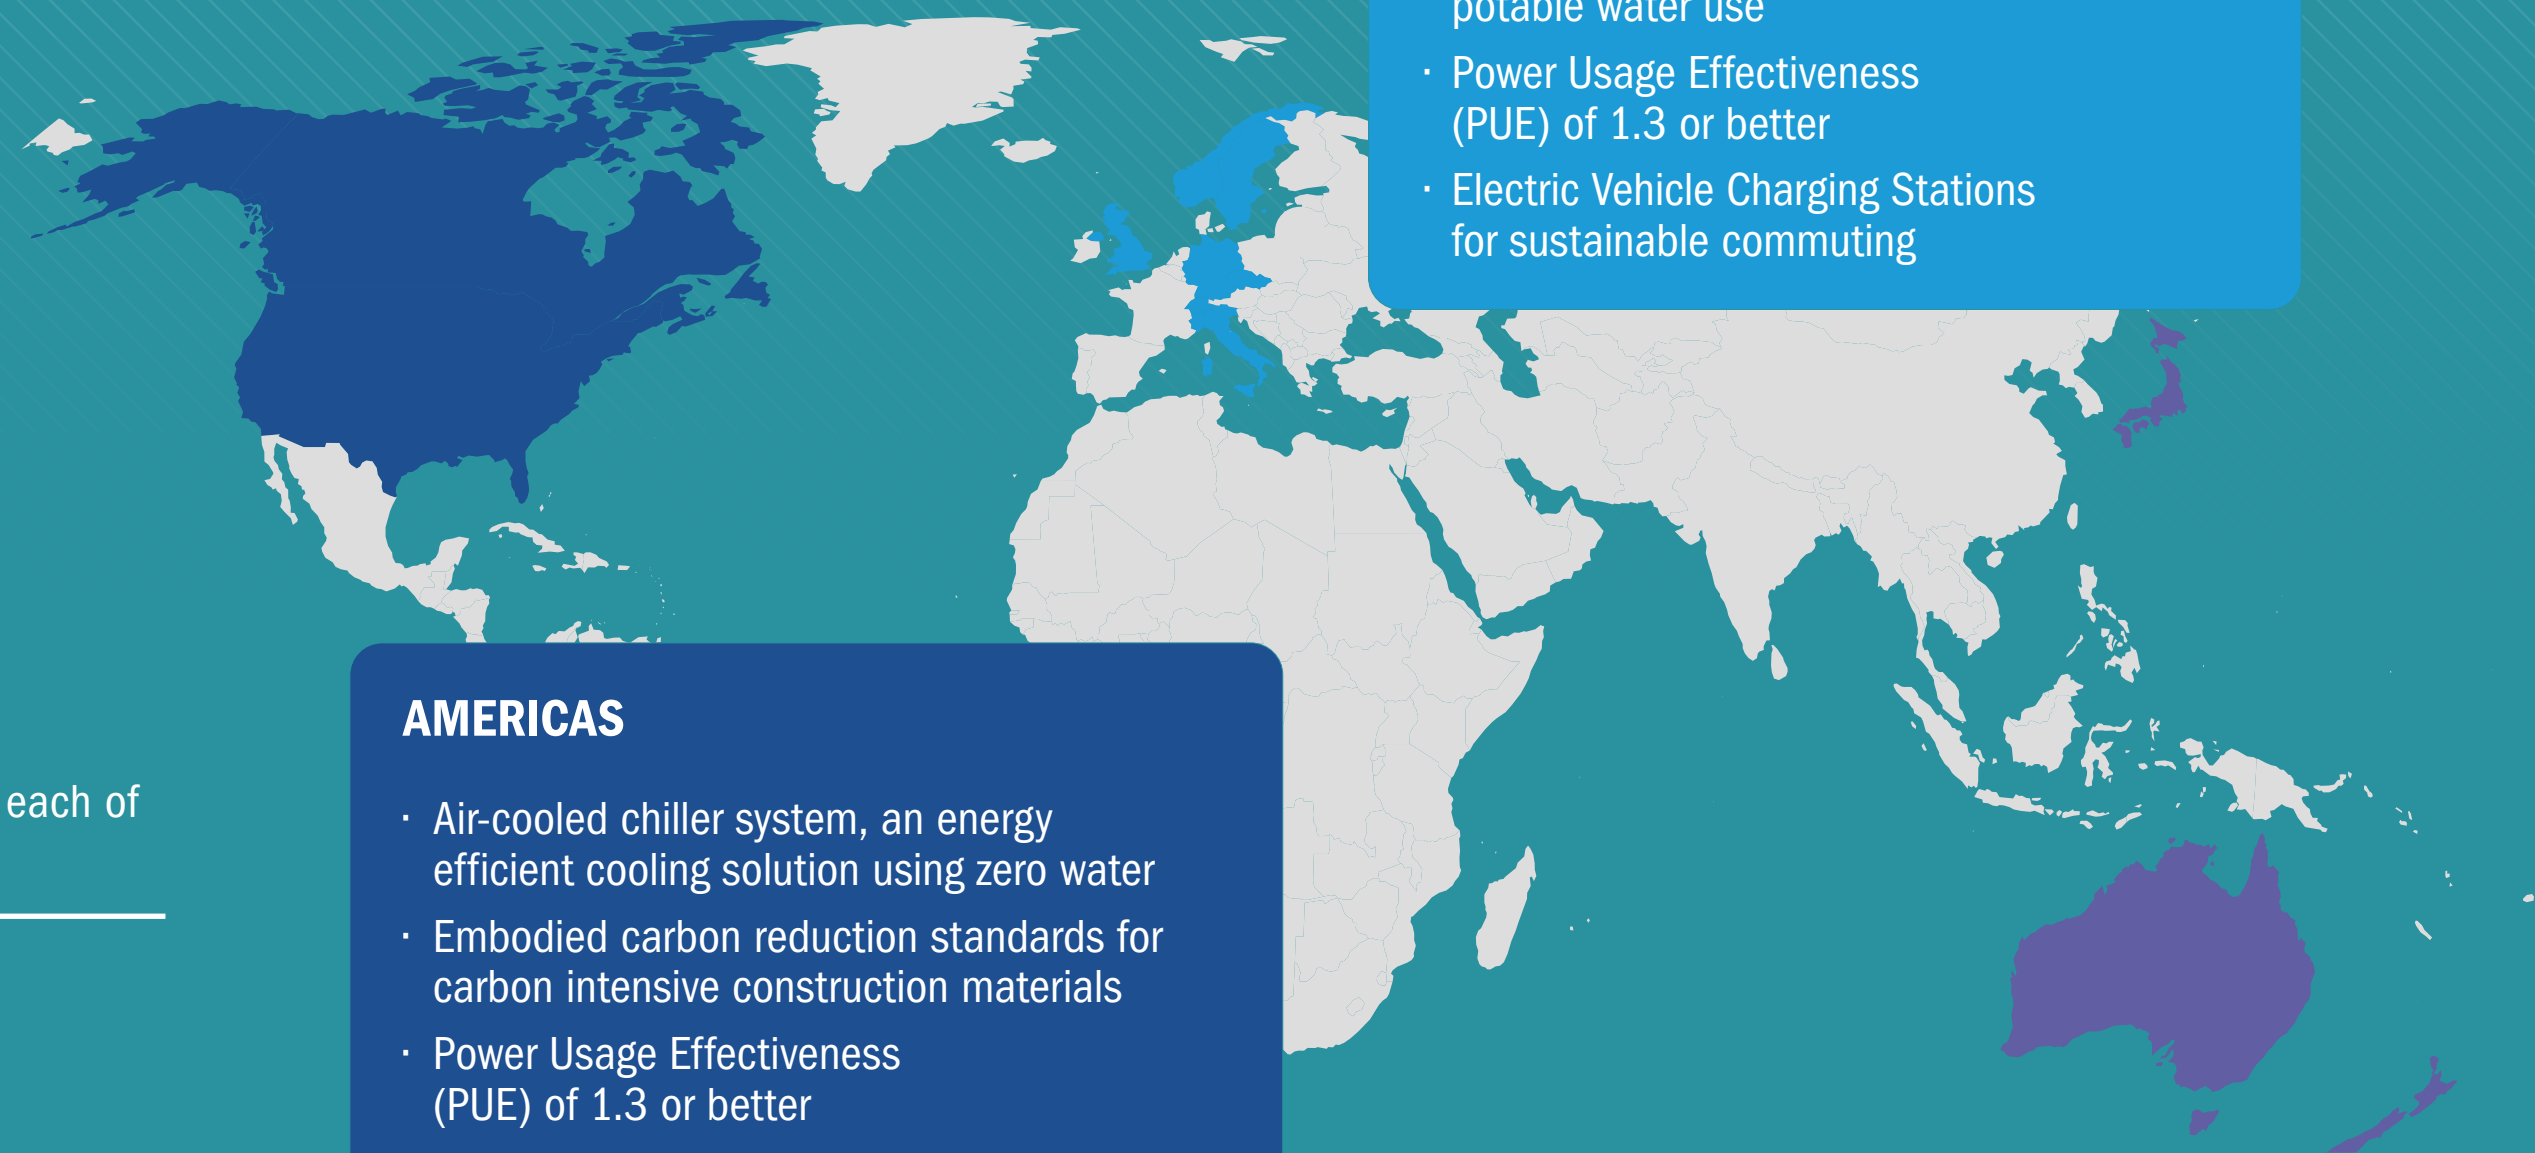 potable water use
· Power Usage Effectiveness
(PUE) of 1.3 or better
· Electric Vehicle Charging Stations
for sustainable commuting
each of
AMERICAS
· Air-cooled chiller system, an energy
efficient cooling solution using zero water
· Embodied carbon reduction standards for
carbon intensive construction materials
· Power Usage Effectiveness
(PUE) of 1.3 or better